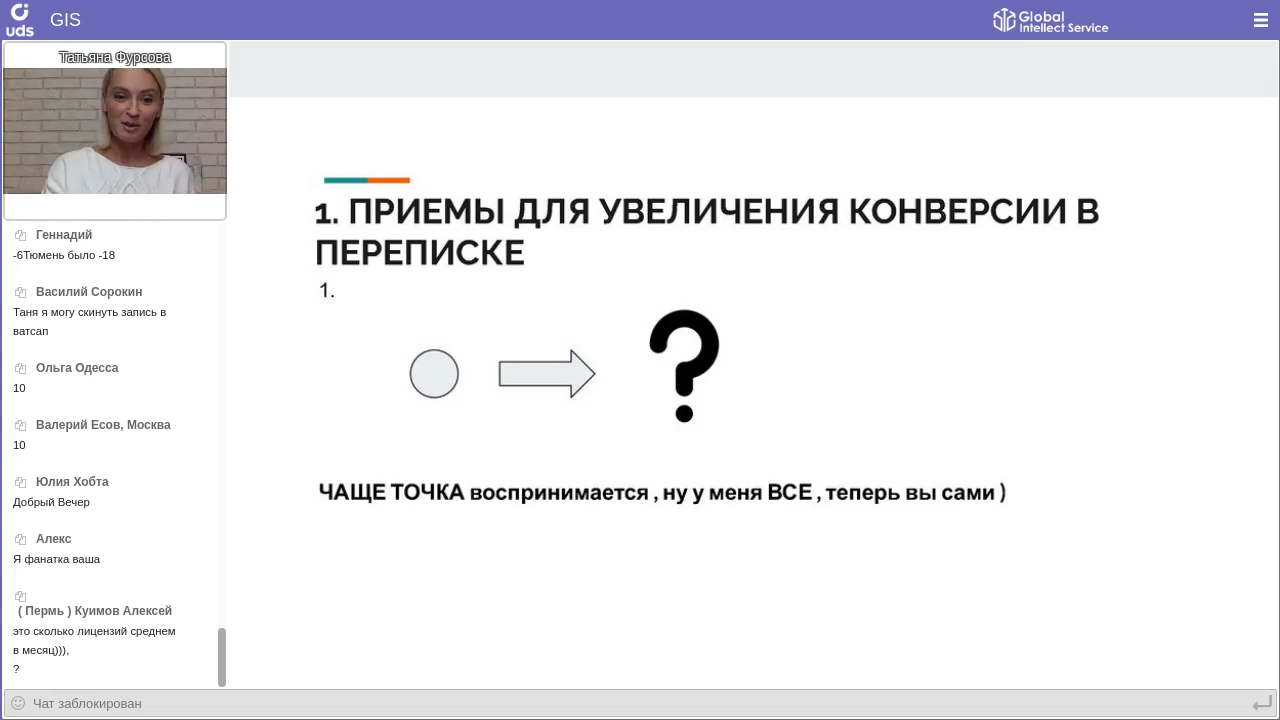 uds
GIS
Global
Intellect Service
Татьяна Фурсова
Геннадий
-6Тюмень было -18
Василий Сорокин
Таня я могу скинуть запись в
ватсап
Ольга Одесса
10
Валерий Есов, Москва
10
Юлия Хобта
Добрый Вечер
Алекс
Я фанатка ваша
( Пермь ) Куимов Алексей
это сколько лицензий среднем
в месяц))),
?
Чат заблокирован
1. ПРИЕМЫ ДЛЯ УВЕЛИЧЕНИЯ КОНВЕРСИИ В
ПЕРЕПИСКЕ
1.
?
ЧАЩЕ ТОЧКА воспринимается , ну у меня ВСЕ , теперь вы сами )